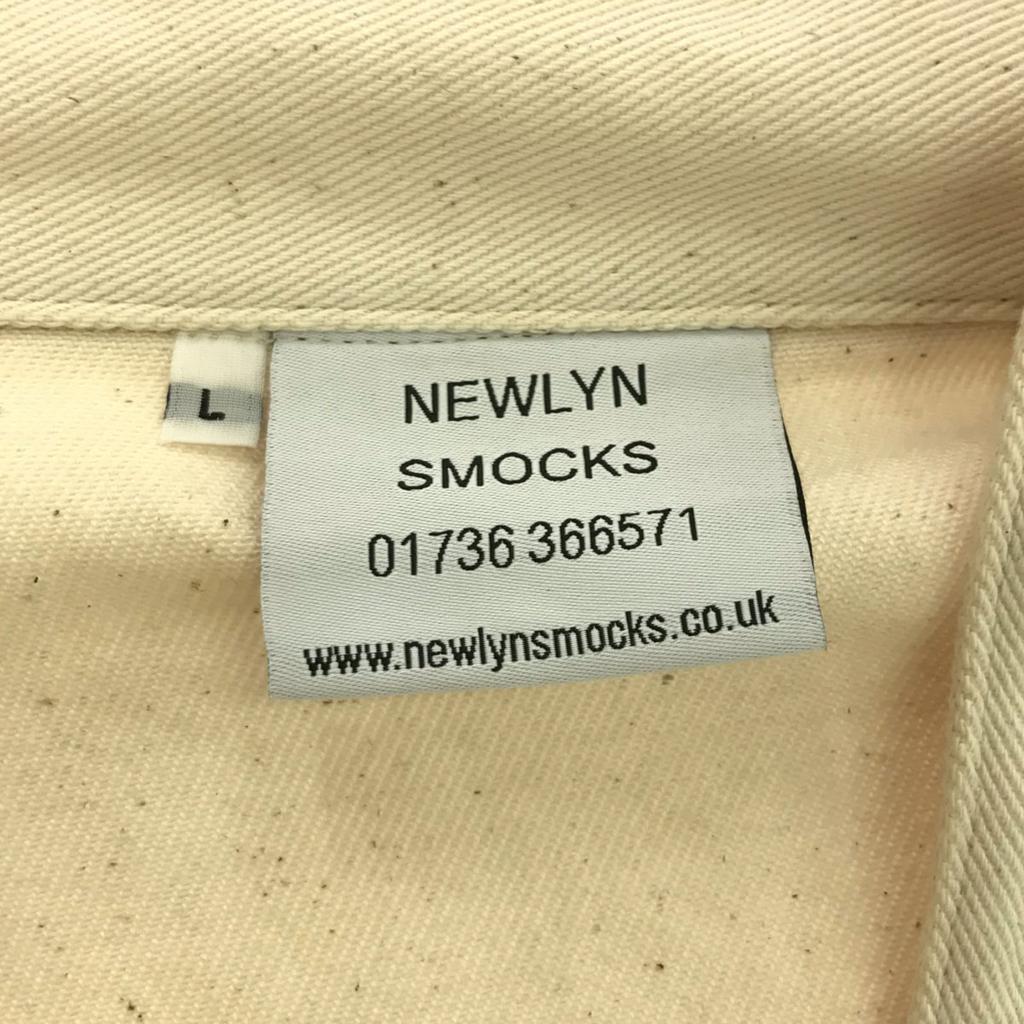 L
NEWLYN
SMOCKS
01736 366571
www.newlynsmocks.co.uk